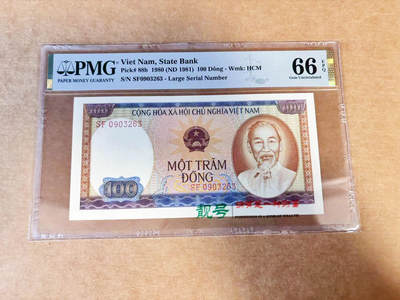 PMG
PAPER MONEY GUARANTY
Viet Nam, State Bank
Pick# 88b 1980 (ND 1981) 100 Dông - Wmk: HCM
S/N SF0903263 - Large Serial Number
66 EPQ
Gem Uncirculated
CỘNG HÒA XÃ HỘI CHỦ NGHĨA VIỆT NAM
SF 0903263
MỘT TRĂM
ĐỒNG
100
SF 0903263
靓号